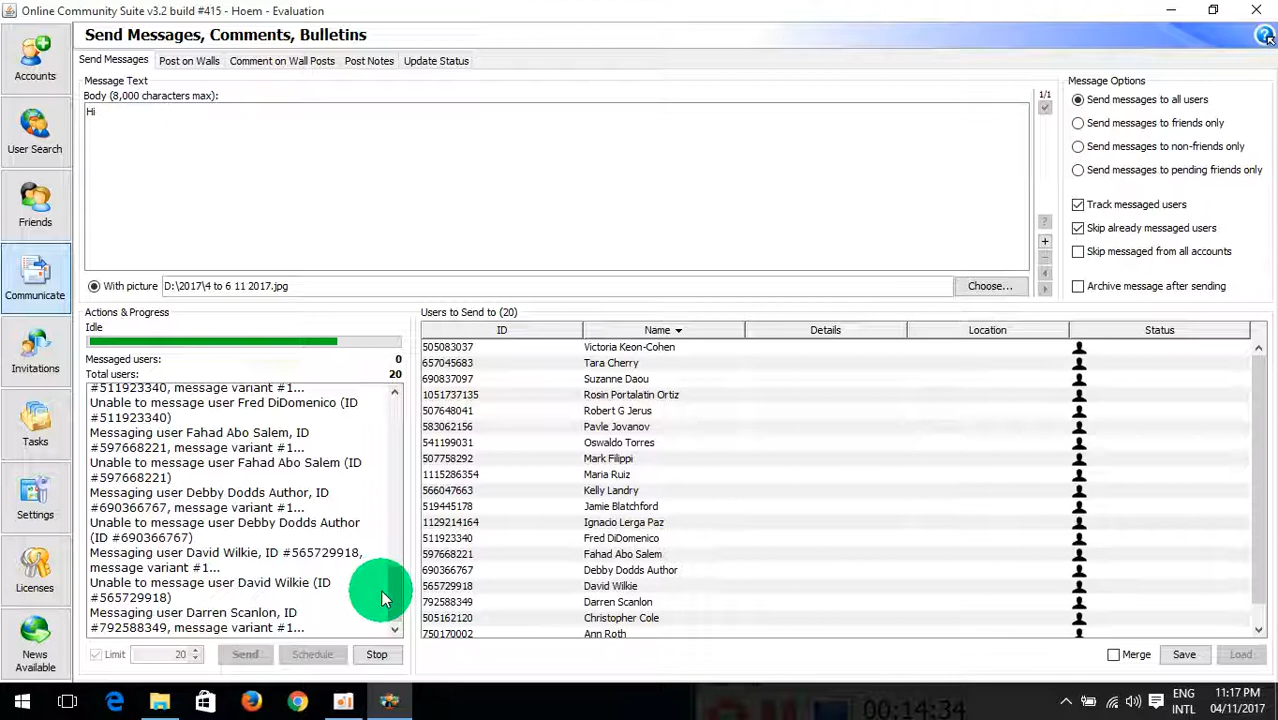 Online Community Suite v3.2 build #415 - Hoem - Evaluation
Send Messages, Comments, Bulletins
Accounts
User Search
Friends
Communicate
Invitations
Tasks
Settings
Licenses
News
Available
Send Messages
Post on Walls
Comment on Wall Posts
Post Notes
Update Status
Message Text
Body (8,000 characters max):
1/1
Hi
?
+
With picture
D:\2017\4 to 6 11 2017.jpg
Choose...
Message Options
Send messages to all users
Send messages to friends only
Send messages to non-friends only
Send messages to pending friends only
Track messaged users
Skip already messaged users
Skip messaged from all accounts
Archive message after sending
Actions & Progress
Idle
Messaged users: 0
Total users: 20
#511923340, message variant #1...
Unable to message user Fred DiDomenico (ID
#511923340)
Messaging user Fahad Abo Salem, ID
#597668221, message variant #1...
Unable to message user Fahad Abo Salem (ID
#597668221)
Messaging user Debby Dodds Author, ID
#690366767, message variant #1...
Unable to message user Debby Dodds Author
(ID #690366767)
Messaging user David Wilkie, ID #565729918,
message variant #1...
Unable to message user David Wilkie (ID
#565729918)
Messaging user Darren Scanlon, ID
#792588349, message variant #1...
Limit 20 Send Schedule Stop
Users to Send to (20)
ID Name Details Location Status
505083037 Victoria Keon-Cohen
657045683 Tara Cherry
690837097 Suzanne Daou
1051737135 Rosin Portalatin Ortiz
507648041 Robert G Jerus
583062156 Pavle Jovanov
541199031 Oswaldo Torres
507758292 Mark Filippi
1115286354 Maria Ruiz
566047663 Kelly Landry
519445178 Jamie Blatchford
1129214164 Ignacio Lerga Paz
511923340 Fred DiDomenico
597668221 Fahad Abo Salem
690366767 Debby Dodds Author
565729918 David Wilkie
792588349 Darren Scanlon
505162120 Christopher Cole
750170002 Ann Roth
Merge Save Load
00:14:34
ENG
INTL
11:17 PM
04/11/2017